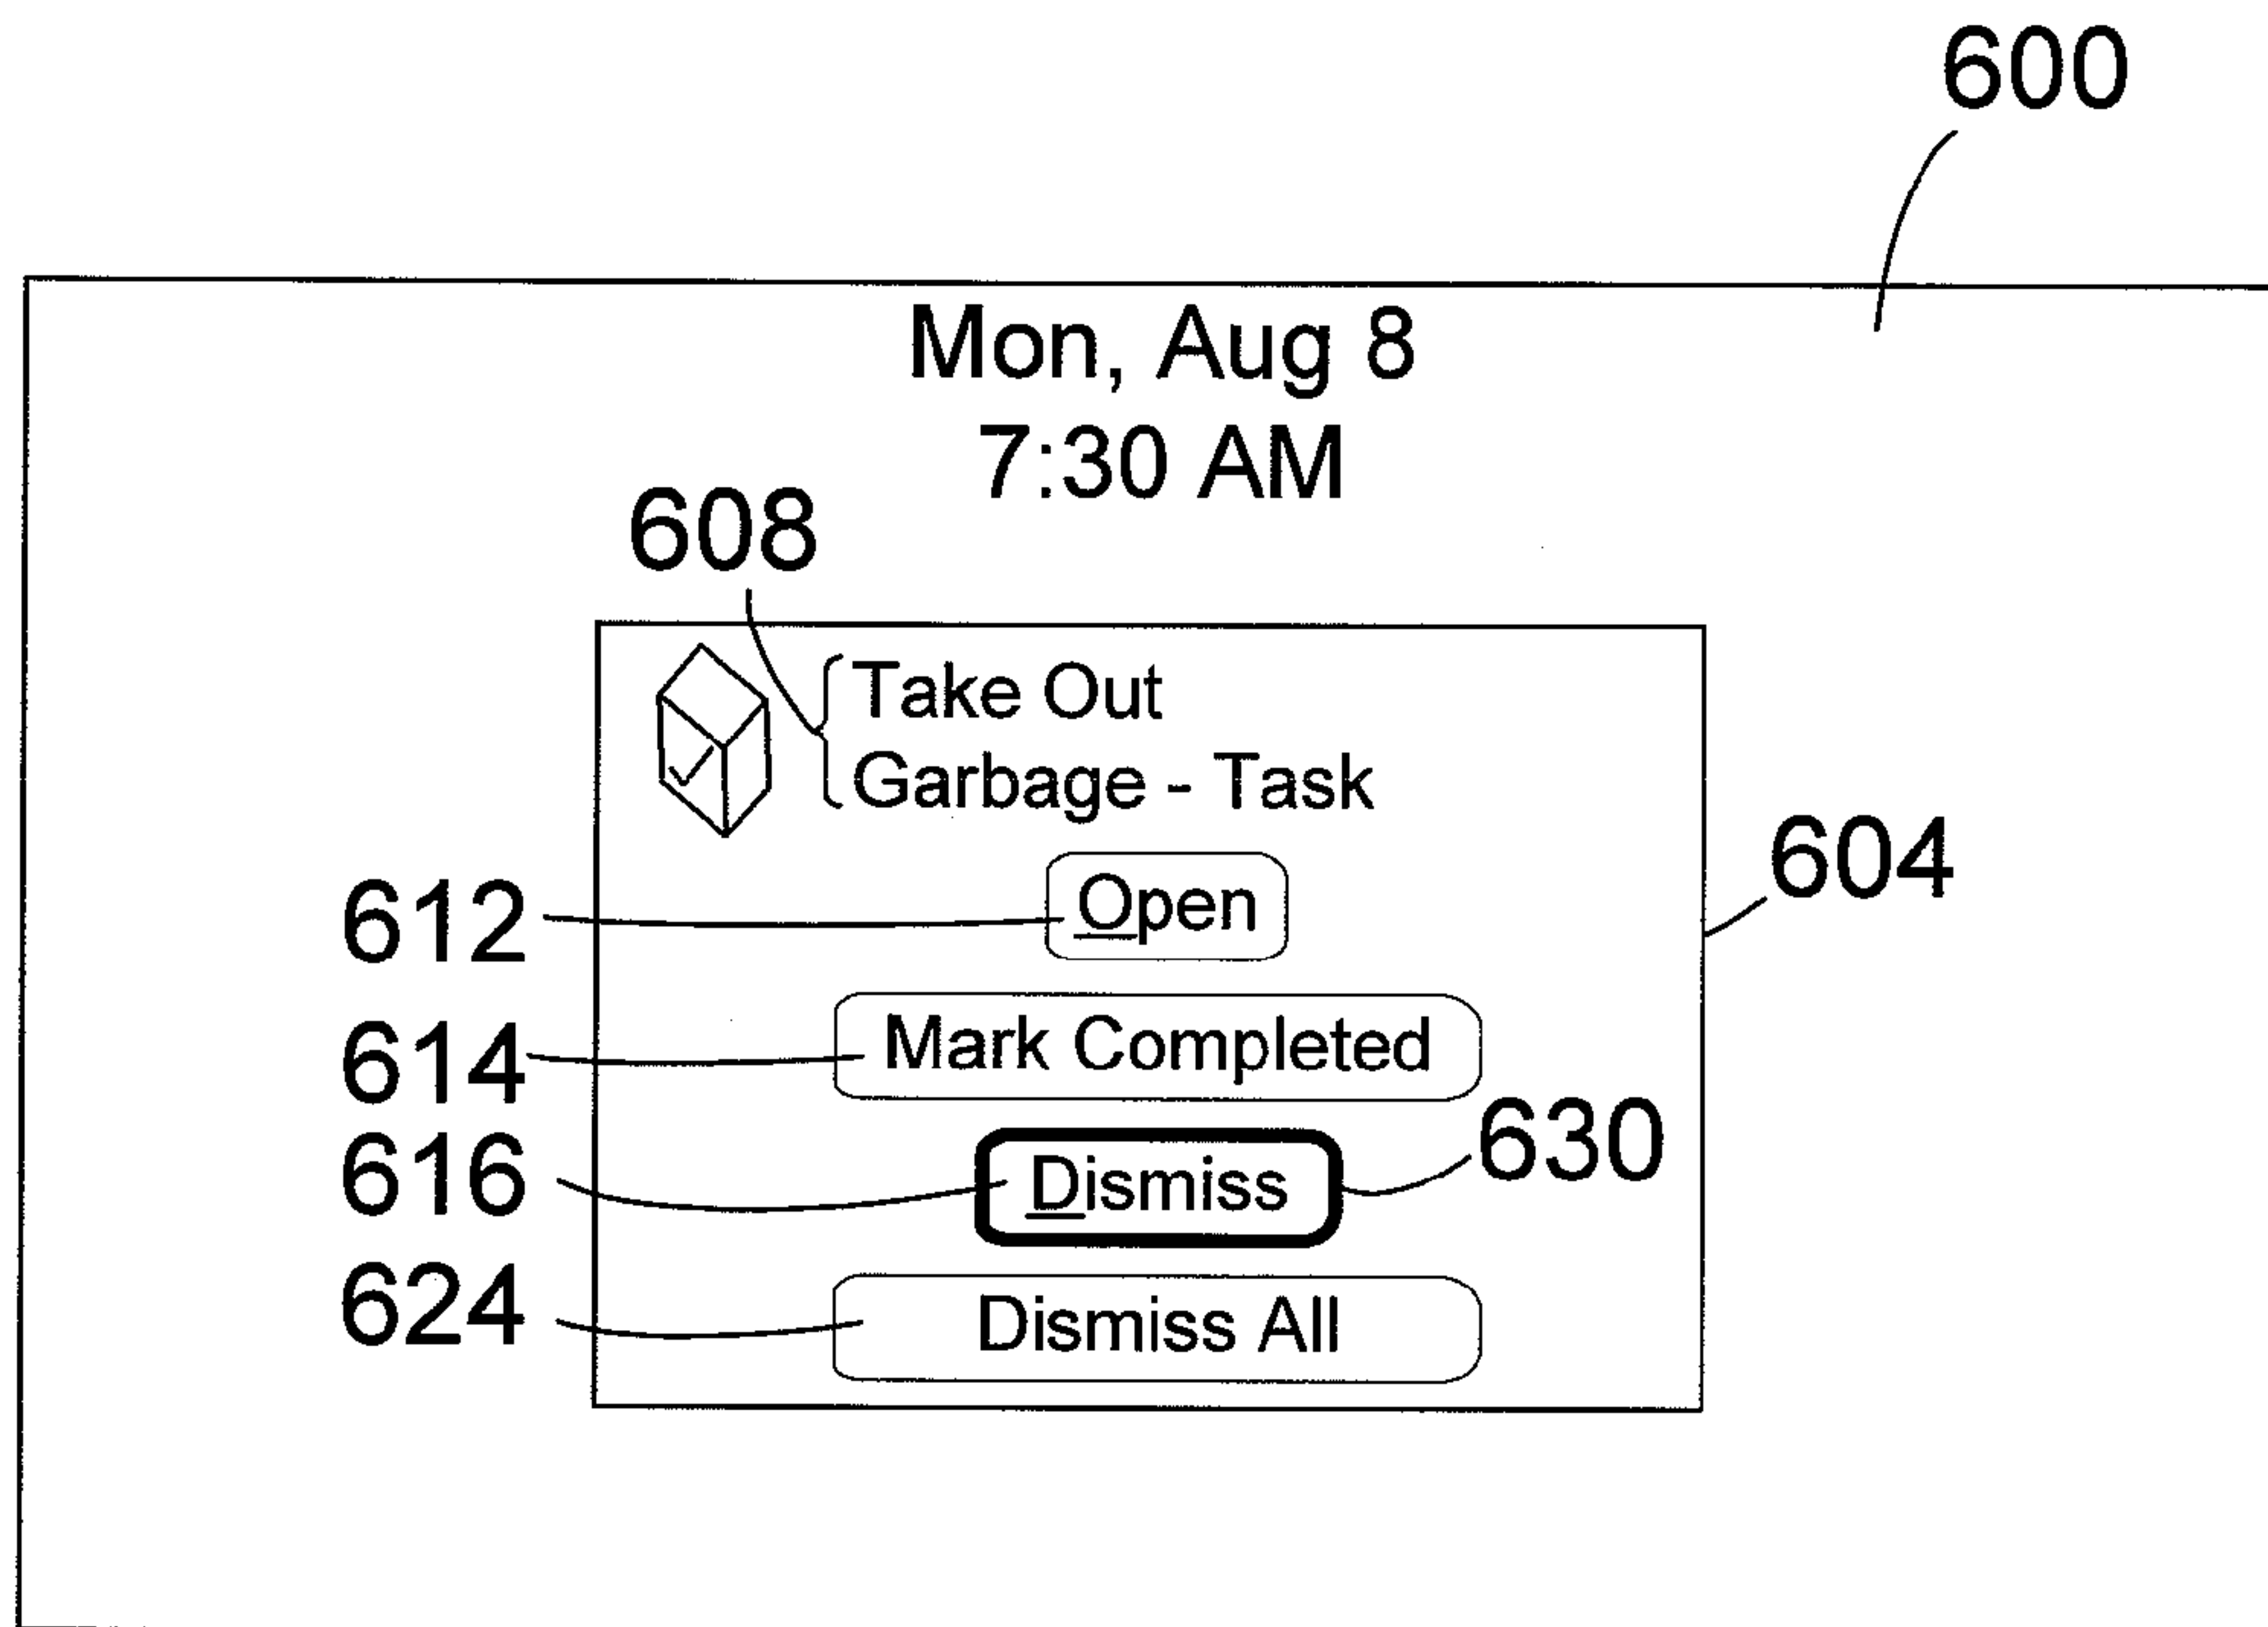 600
Mon, Aug 8
7:30 AM
608
Take Out
Garbage - Task
604
612
Open
614
Mark Completed
630
616
Dismiss
624
Dismiss All